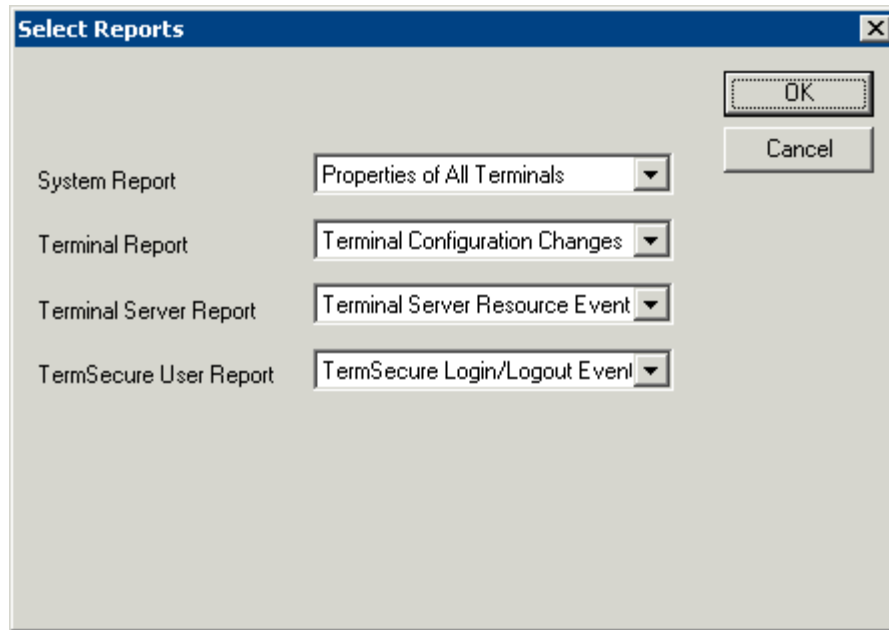 Select Reports
OK
Cancel
System Report Properties of All Terminals
Terminal Report Terminal Configuration Changes
Terminal Server Report Terminal Server Resource Event
TermSecure User Report TermSecure Login/Logout Event